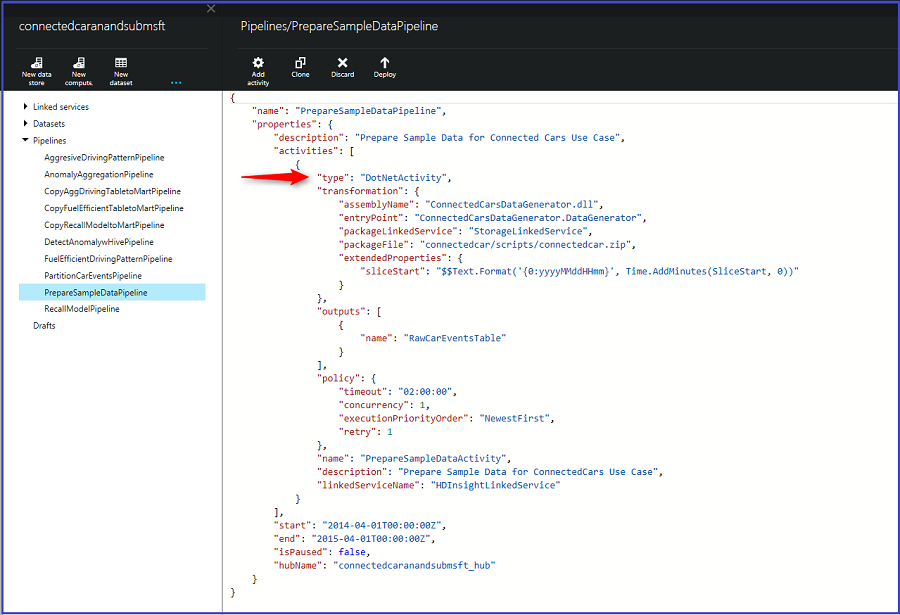 connectedcaranandsubmsft
New data store
New comput.
New dataset
...
Linked services
Datasets
Pipelines
AggresiveDrivingPatternPipeline
AnomalyAggregationPipeline
CopyAggDrivingTabletoMartPipeline
CopyFuelEfficientTabletoMartPipeline
CopyRecallModeltoMartPipeline
DetectAnomalywHivePipeline
FuelEfficientDrivingPatternPipeline
PartitionCarEventsPipeline
PrepareSampleDataPipeline
RecallModelPipeline
Drafts
Pipelines/PrepareSampleDataPipeline
Add activity
Clone
Discard
Deploy
{
    "name": "PrepareSampleDataPipeline",
    "properties": {
        "description": "Prepare Sample Data for Connected Cars Use Case",
        "activities": [
            {
                "type": "DotNetActivity",
                "transformation": {
                    "assemblyName": "ConnectedCarsDataGenerator.dll",
                    "entryPoint": "ConnectedCarsDataGenerator.DataGenerator",
                    "packageLinkedService": "StorageLinkedService",
                    "packageFile": "connectedcar/scripts/connectedcar.zip",
                    "extendedProperties": {
                        "sliceStart": "$$Text.Format('{0:yyyyMMddHHmm}', Time.AddMinutes(SliceStart, 0))"
                    }
                },
                "outputs": [
                    {
                        "name": "RawCarEventsTable"
                    }
                ],
                "policy": {
                    "timeout": "02:00:00",
                    "concurrency": 1,
                    "executionPriorityOrder": "NewestFirst",
                    "retry": 1
                },
                "name": "PrepareSampleDataActivity",
                "description": "Prepare Sample Data for ConnectedCars Use Case",
                "linkedServiceName": "HDInsightLinkedService"
            }
        ],
        "start": "2014-04-01T00:00:00Z",
        "end": "2015-04-01T00:00:00Z",
        "isPaused": false,
        "hubName": "connectedcaranandsubmsft_hub"
    }
}